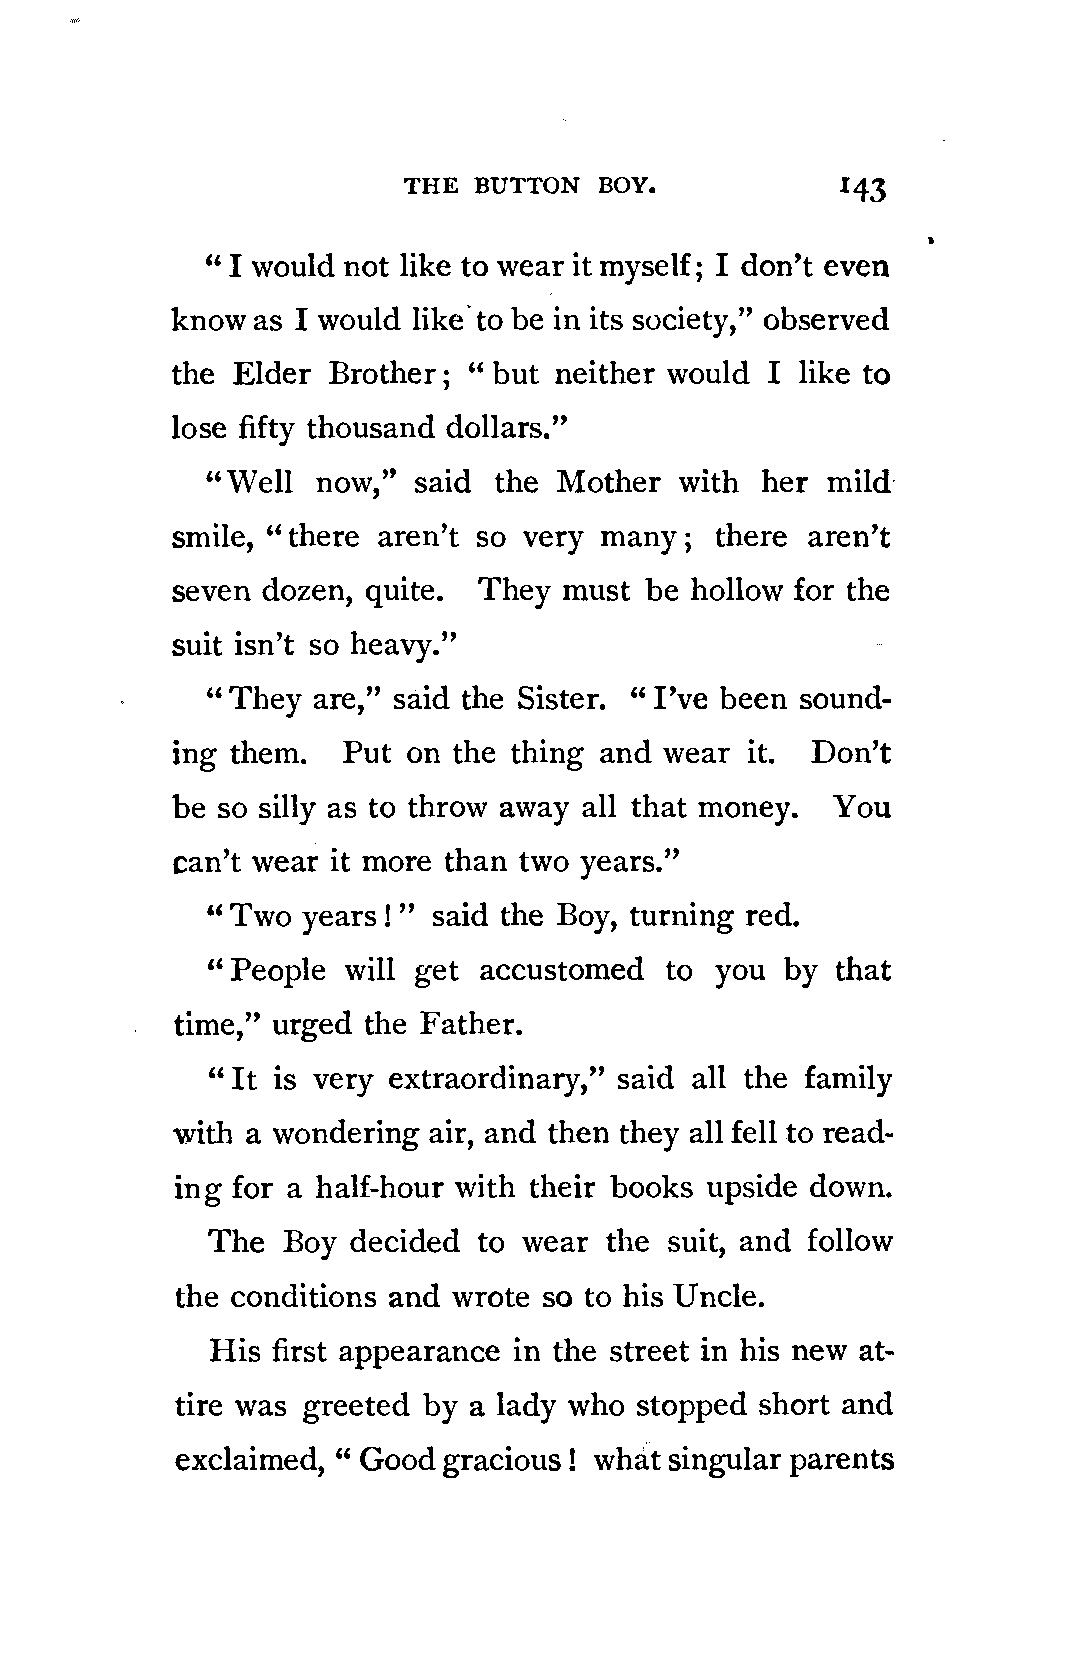 THE BUTTON BOY. 143
"I would not like to wear it myself; I don't even
know as I would like to be in its society," observed
the Elder Brother; "but neither would I like to
lose fifty thousand dollars."
"Well now," said the Mother with her mild
smile, "there aren't so very many; there aren't
seven dozen, quite. They must be hollow for the
suit isn't so heavy."
"They are," said the Sister. "I've been sound-
ing them. Put on the thing and wear it. Don't
be so silly as to throw away all that money. You
can't wear it more than two years."
"Two years!" said the Boy, turning red.
"People will get accustomed to you by that
time," urged the Father.
"It is very extraordinary," said all the family
with a wondering air, and then they all fell to read-
ing for a half-hour with their books upside down.
The Boy decided to wear the suit, and follow
the conditions and wrote so to his Uncle.
His first appearance in the street in his new at-
tire was greeted by a lady who stopped short and
exclaimed, "Good gracious! what singular parents